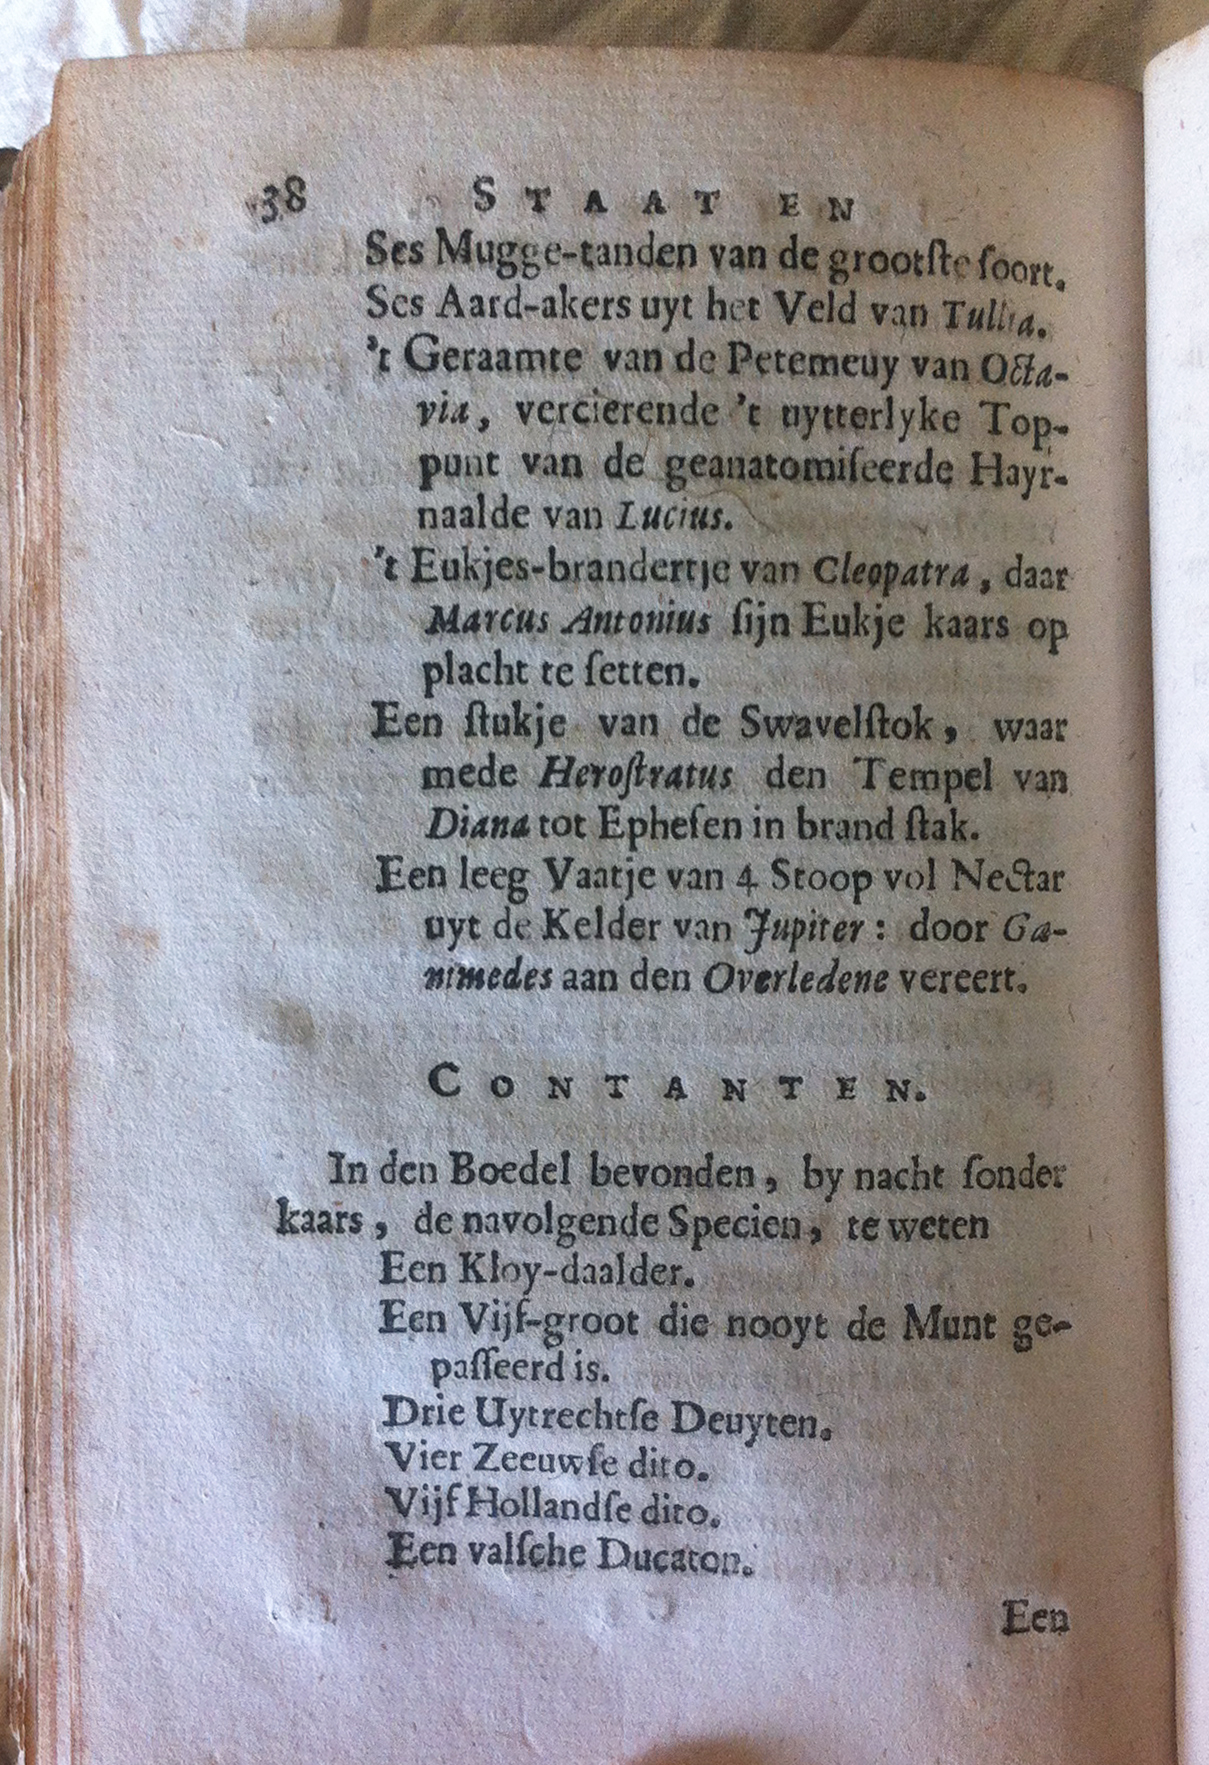 38 STAAT EN
Ses Mugge-tanden van de grootſte ſoort.
Ses Aard-akers uyt het Veld van Tullia.
't Geraamte van de Petemeuy van Octa-
via, vercierende 't uytterlyke Top-
punt van de geanatomiſeerde Hayr-
naalde van Lucius.
't Eukjes-brandertje van Cleopatra, daar
Marcus Antonius ſijn Eukje kaars op
placht te ſetten.
Een ſtukje van de Swavelſtok, waar
mede Heroſtratus den Tempel van
Diana tot Epheſen in brand ſtak.
Een leeg Vaatje van 4 Stoop vol Nectar
uyt de Kelder van Jupiter: door Ga-
nimedes aan den Overledene vereert.
CONTANTEN.
In den Boedel bevonden, by nacht ſonder
kaars, de navolgende Specien, te weten
Een Kloy-daalder.
Een Vijf-groot die nooyt de Munt ge-
paſſeerd is.
Drie Uytrechtſe Deuyten.
Vier Zeeuwſe dito.
Vijf Hollandſe dito.
Een valſche Ducaton.
Een